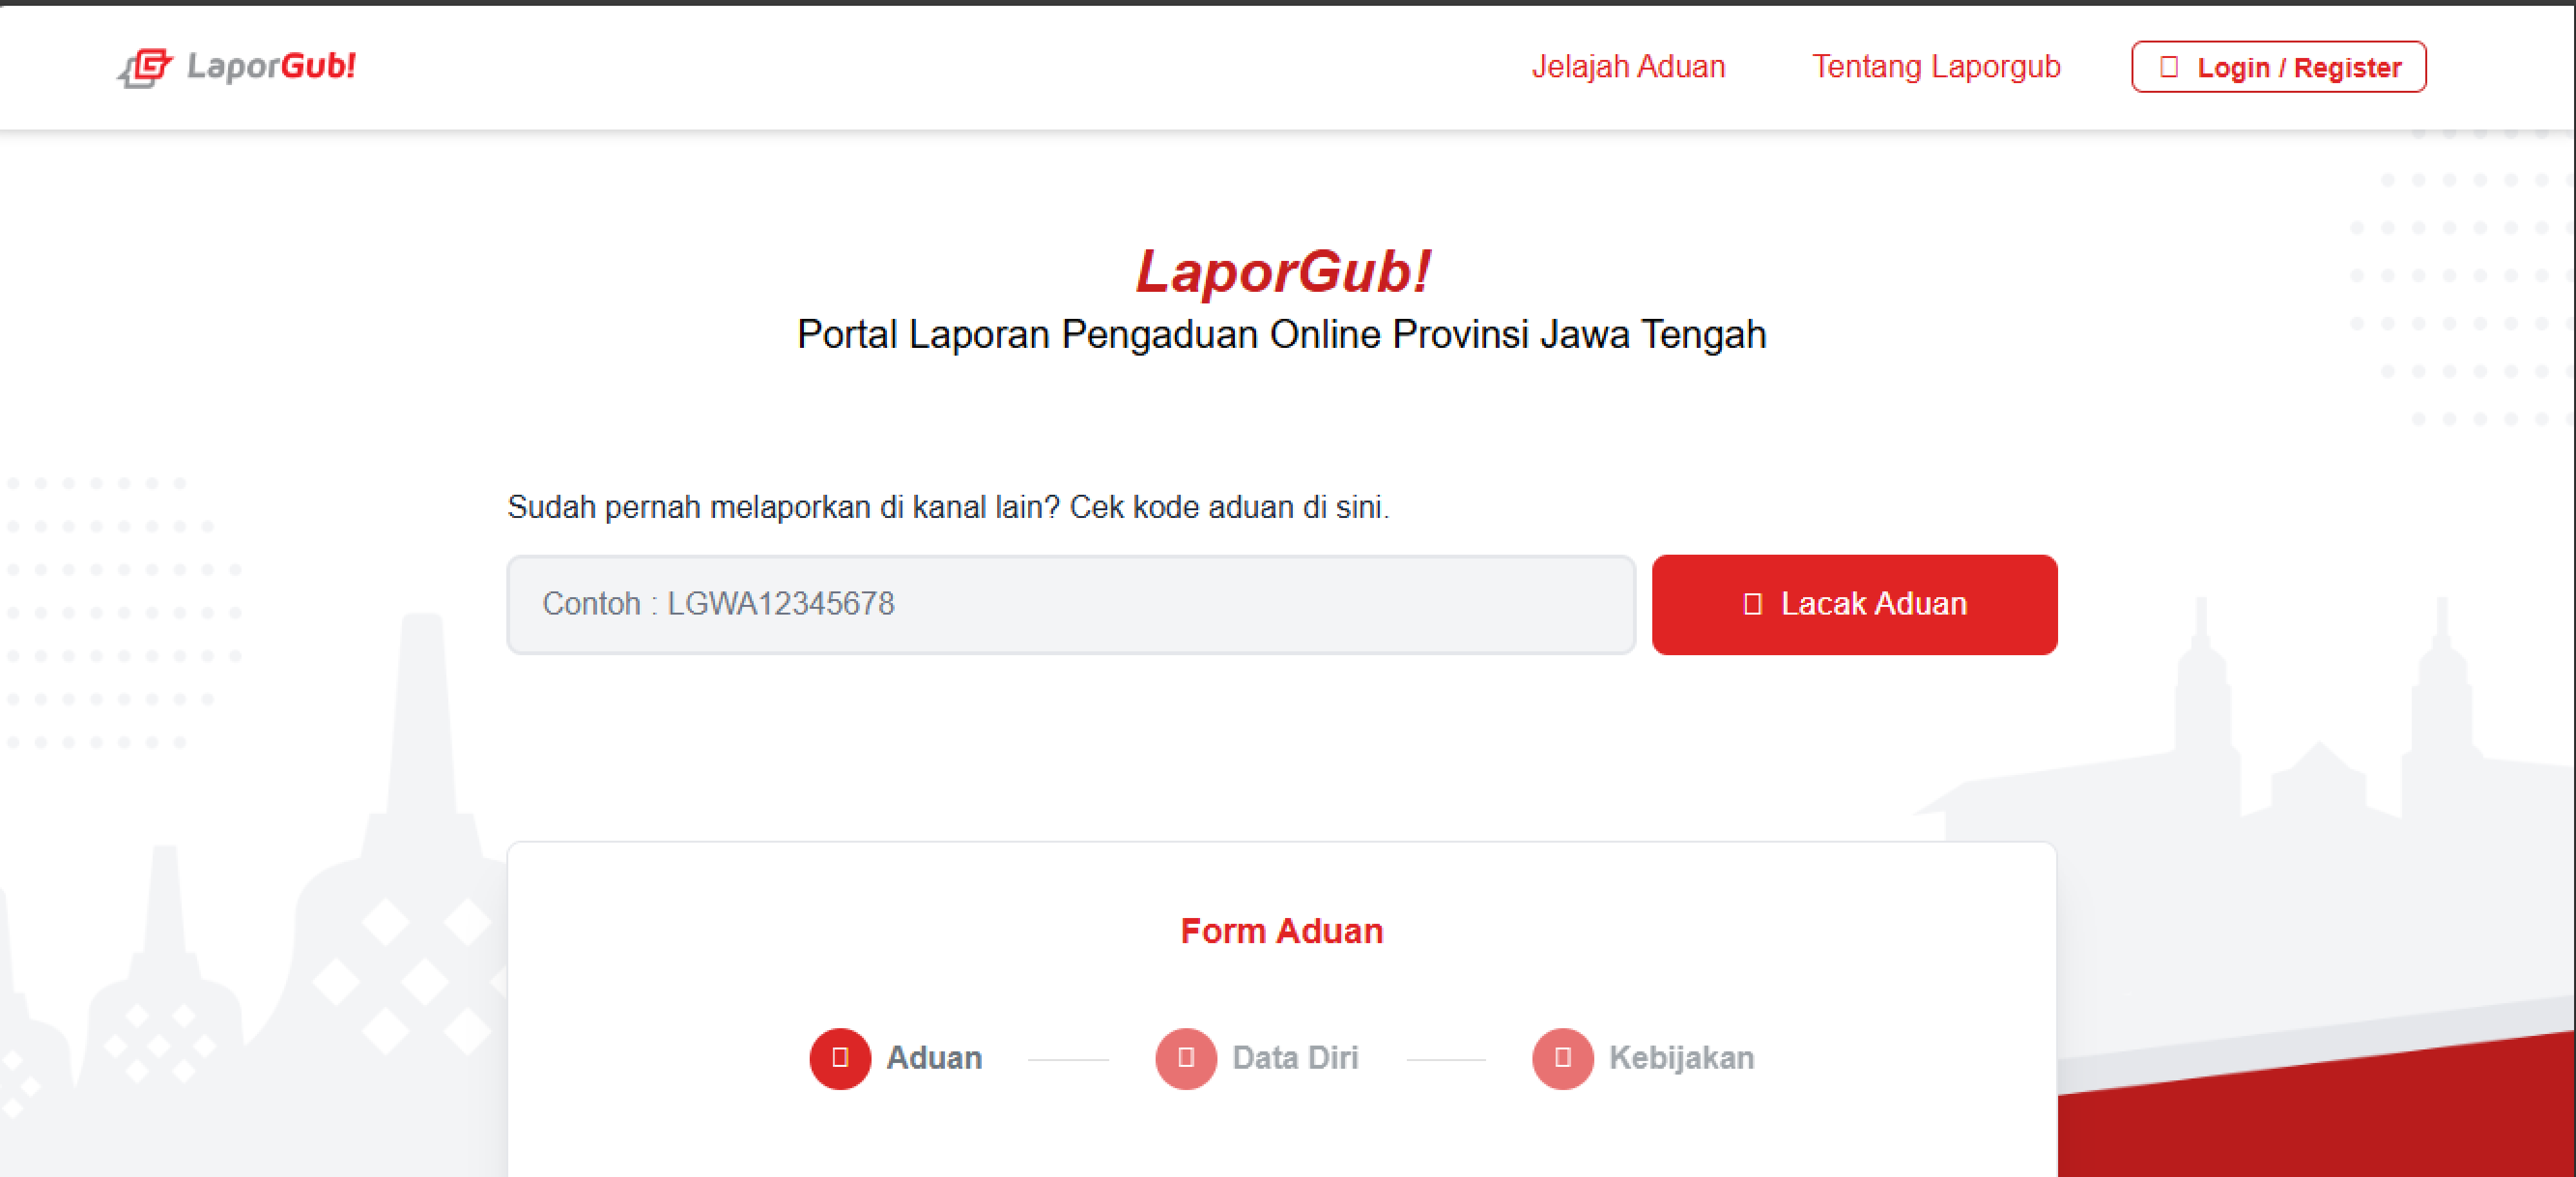 LaporGub!
Jelajah Aduan
Tentang Laporgub
Login / Register
LaporGub!
Portal Laporan Pengaduan Online Provinsi Jawa Tengah
Sudah pernah melaporkan di kanal lain? Cek kode aduan di sini.
Contoh : LGWA12345678
Lacak Aduan
Form Aduan
Aduan
Data Diri
Kebijakan